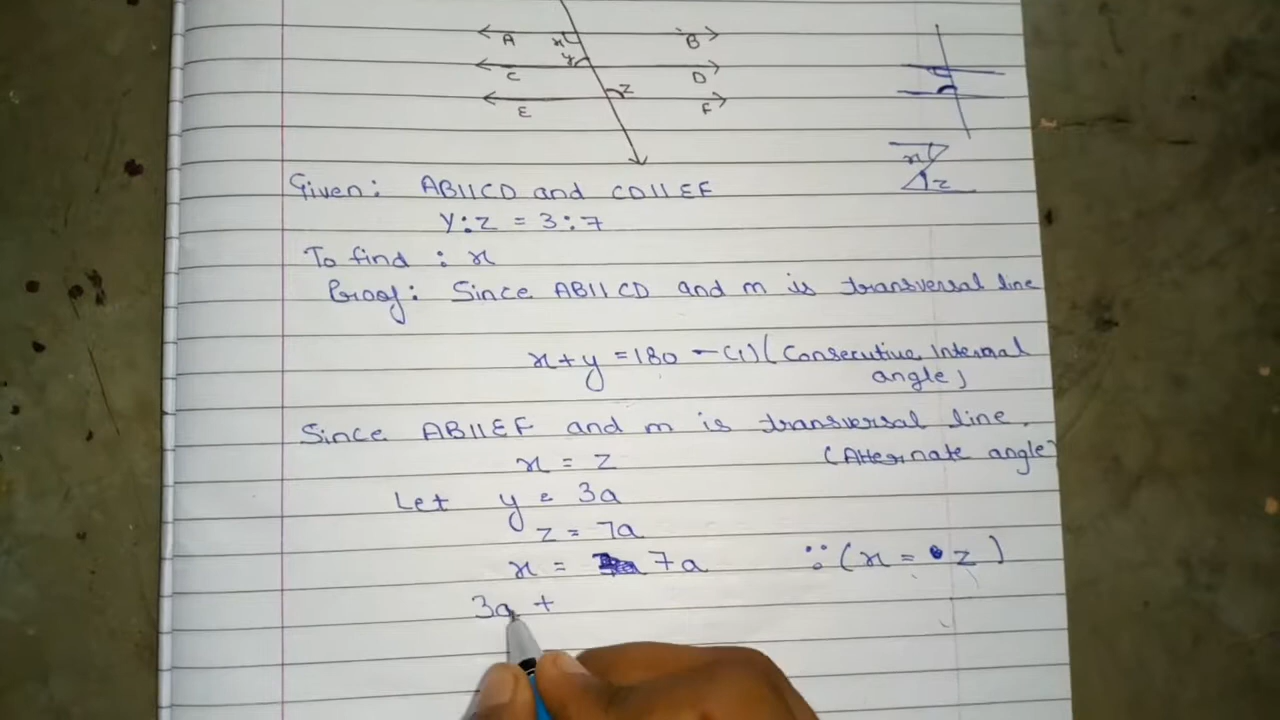 A B
x
y
C D
z
E F
x
z
Given: AB||CD and CD||EF
y:z = 3:7
To find : x
Proof: Since AB||CD and m is transversal line
x+y =180 -(1)(Consecutive Internal
angle)
Since AB||EF and m is transversal line.
x = z (Alternate angle)
Let y = 3a
z = 7a
x = 7a ∵(x = z)
3a +